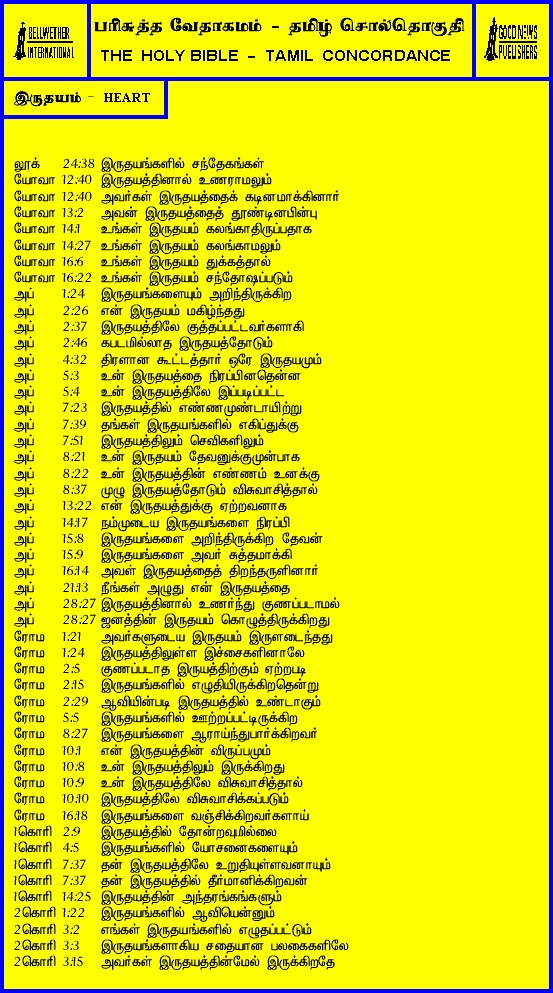 BELLWETHER
INTERNATIONAL
பரிசுத்த வேதாகமம் - தமிழ் சொல்தொகுதி
THE HOLY BIBLE - TAMIL CONCORDANCE
GOOD NEWS
PUBLISHERS
இருதயம் - HEART
லூக் 24:38 இருதயங்களில் சந்தேகங்கள்
யோவா 12:40 இருதயத்தினால் உணராமலும்
யோவா 12:40 அவர்கள் இருதயத்தைக் கடினமாக்கினார்
யோவா 13:2 அவன் இருதயத்தைத் தூண்டினபின்பு
யோவா 14:1 உங்கள் இருதயம் கலங்காதிருப்பதாக
யோவா 14:27 உங்கள் இருதயம் கலங்காமலும்
யோவா 16:6 உங்கள் இருதயம் துக்கத்தால்
யோவா 16:22 உங்கள் இருதயம் சந்தோஷப்படும்
அப் 1:24 இருதயங்களையும் அறிந்திருக்கிற
அப் 2:26 என் இருதயம் மகிழ்ந்தது
அப் 2:37 இருதயத்திலே குத்தப்பட்டவர்களாகி
அப் 2:46 கபடமில்லாத இருதயத்தோடும்
அப் 4:32 திரளான கூட்டத்தார் ஒரே இருதயமும்
அப் 5:3 உன் இருதயத்தை நிரப்பினதென்ன
அப் 5:4 உன் இருதயத்திலே இப்படிப்பட்ட
அப் 7:23 இருதயத்தில் எண்ணமுண்டாயிற்று
அப் 7:39 தங்கள் இருதயங்களில் எகிப்துக்கு
அப் 7:51 இருதயத்திலும் செவிகளிலும்
அப் 8:21 உன் இருதயம் தேவனுக்குமுன்பாக
அப் 8:22 உன் இருதயத்தின் எண்ணம் உனக்கு
அப் 8:37 முழு இருதயத்தோடும் விசுவாசித்தால்
அப் 13:22 என் இருதயத்துக்கு ஏற்றவனாக
அப் 14:17 நம்முடைய இருதயங்களை நிரப்பி
அப் 15:8 இருதயங்களை அறிந்திருக்கிற தேவன்
அப் 15:9 இருதயங்களை அவர் சுத்தமாக்கி
அப் 16:14 அவள் இருதயத்தைத் திறந்தருளினார்
அப் 21:13 நீங்கள் அழுது என் இருதயத்தை
அப் 28:27 இருதயத்தினால் உணர்ந்து குணப்படாமல்
அப் 28:27 ஜனத்தின் இருதயம் கொழுத்திருக்கிறது
ரோம 1:21 அவர்களுடைய இருதயம் இருளடைந்தது
ரோம 1:24 இருதயத்திலுள்ள இச்சைகளினாலே
ரோம 2:5 குணப்படாத இருயத்திற்கும் ஏற்றபடி
ரோம 2:15 இருதயங்களில் எழுதியிருக்கிறதென்று
ரோம 2:29 ஆவியின்படி இருதயத்தில் உண்டாகும்
ரோம 5:5 இருதயங்களில் ஊற்றப்பட்டிருக்கிற
ரோம 8:27 இருதயங்களை ஆராய்ந்துபார்க்கிறவர்
ரோம 10:1 என் இருதயத்தின் விருப்பமும்
ரோம 10:8 உன் இருதயத்திலும் இருக்கிறது
ரோம 10:9 உன் இருதயத்திலே விசுவாசித்தால்
ரோம 10:10 இருதயத்திலே விசுவாசிக்கப்படும்
ரோம 16:18 இருதயங்களை வஞ்சிக்கிறவர்களாய்
1கொரி 2:9 இருதயத்தில் தோன்றவுமில்லை
1கொரி 4:5 இருதயங்களில் யோசனைகளையும்
1கொரி 7:37 தன் இருதயத்திலே உறுதியுள்ளவனாயும்
1கொரி 7:37 தன் இருதயத்தில் தீர்மானிக்கிறவன்
1கொரி 14:25 இருதயத்தின் அந்தரங்கங்களும்
2கொரி 1:22 இருதயங்களில் ஆவியென்னும்
2கொரி 3:2 எங்கள் இருதயங்களில் எழுதப்பட்டும்
2கொரி 3:3 இருதயங்களாகிய சதையான பலகைகளிலே
2கொரி 3:15 அவர்கள் இருதயத்தின்மேல் இருக்கிறதே